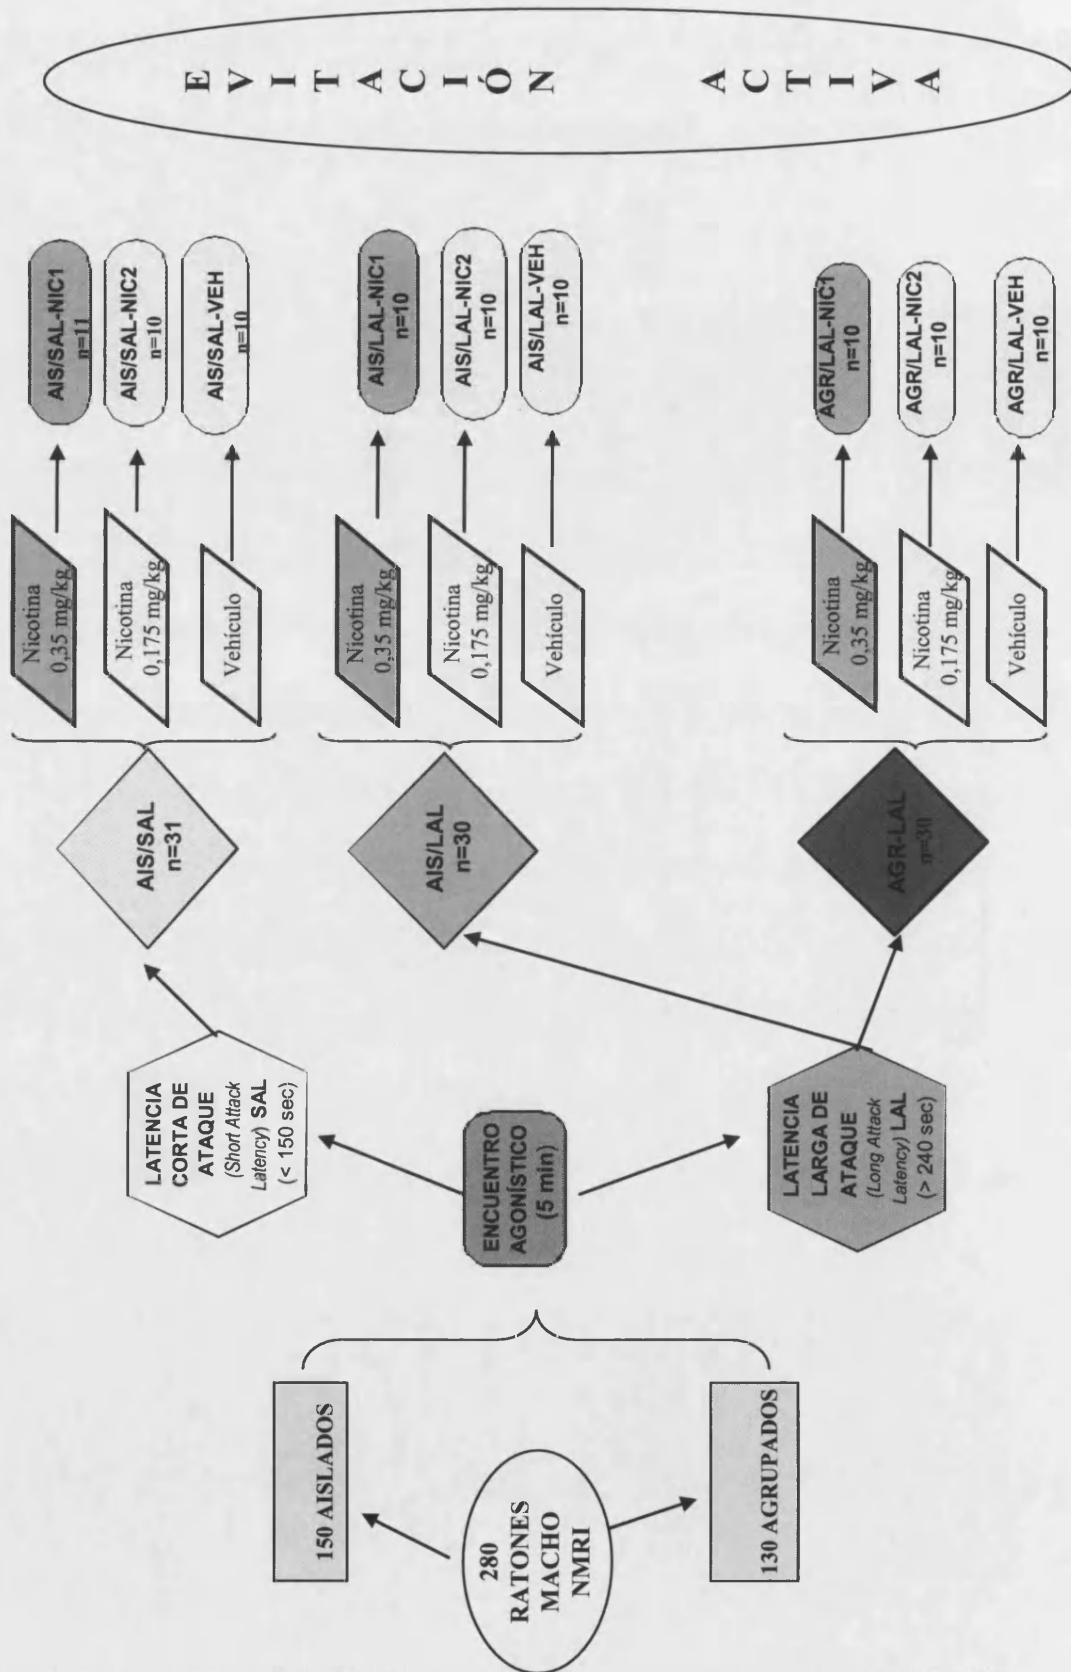 280
RATONES
MACHO
NMRI
150 AISLADOS
130 AGRUPADOS
ENCUENTRO
AGONÍSTICO
(5 min)
LATENCIA
CORTA DE
ATAQUE
(Short Attack
Latency) SAL
(< 150 sec)
LATENCIA
LARGA DE
ATAQUE
(Long Attack
Latency) LAL
(> 240 sec)
AIS/SAL
n=31
AIS/LAL
n=30
AGR-LAL
n=30
Nicotina
0,35 mg/kg
Nicotina
0,175 mg/kg
Vehículo
Nicotina
0,35 mg/kg
Nicotina
0,175 mg/kg
Vehículo
Nicotina
0,35 mg/kg
Nicotina
0,175 mg/kg
Vehículo
AIS/SAL-NIC1
n=11
AIS/SAL-NIC2
n=10
AIS/SAL-VEH
n=10
AIS/LAL-NIC1
n=10
AIS/LAL-NIC2
n=10
AIS/LAL-VEH
n=10
AGR/LAL-NIC1
n=10
AGR/LAL-NIC2
n=10
AGR/LAL-VEH
n=10
E
V
I
T
A
C
I
Ó
N
A
C
T
I
V
A